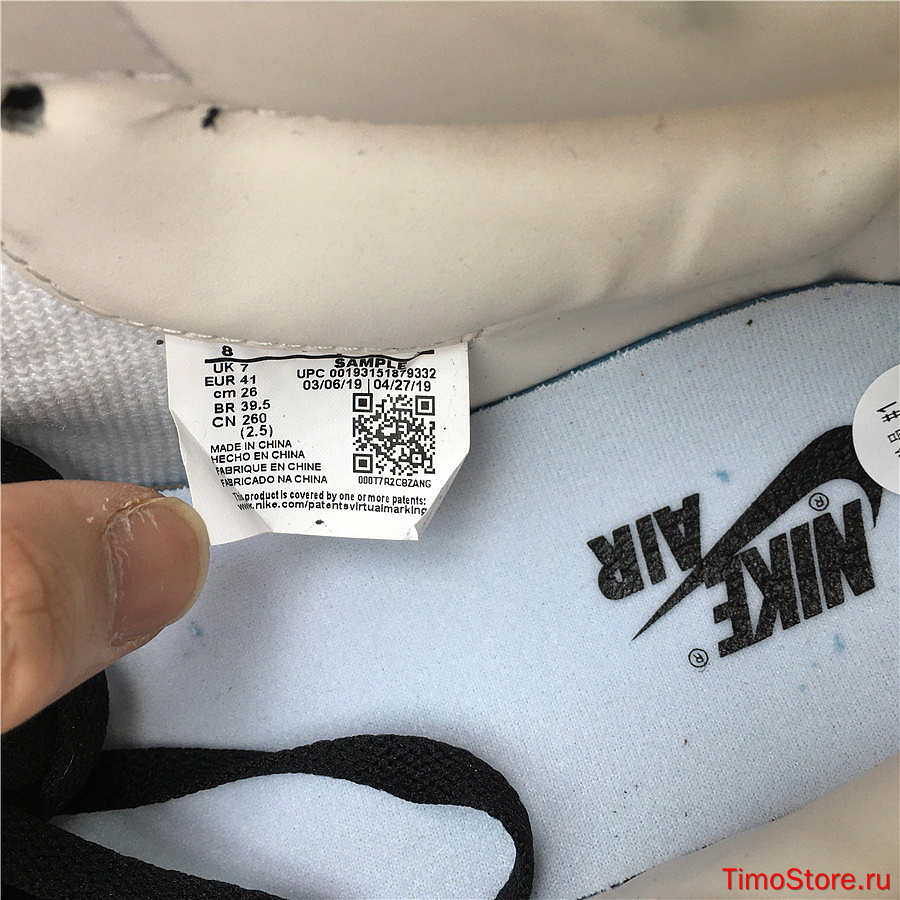 8
SAMPLE
UK 7
UPC 00193151879332
EUR 41
03/06/19 | 04/27/19
cm 26
BR 39.5
CN 260
(2.5)
MADE IN CHINA
HECHO EN CHINA
FABRIQUE EN CHINE
FABRICADO NA CHINA
000T7R2CBZANG
This product is covered by one or more patents:
www.nike.com/patentsvirtualmarking
NIKE ®
AIR
®
TimoStore.ru